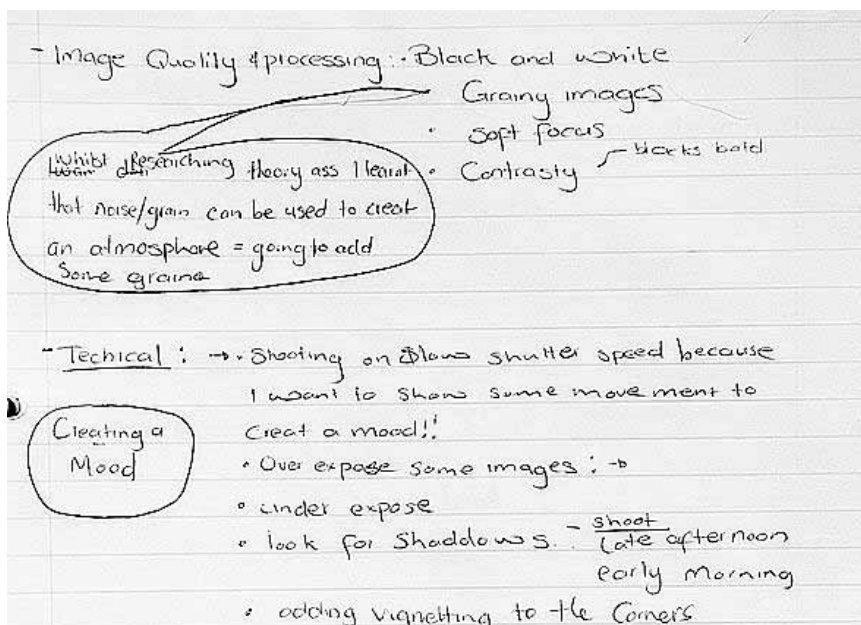 - Image Quality & processing: · Black and white
Grainy images
· Soft focus
· Contrasty - blacks bold
Whilst Researching theory ass I learnt
that noise/grain can be used to creat
an atmosphere = going to add
Some graine
- Techical : → · Shooting on Slow shutter speed because
I want to show some movement to
creat a mood!!
Creating a
Mood
· Over expose some images : →
· under expose
· look for Shaddows. - shoot
late afternoon
early morning
· adding vignetting to the Corners